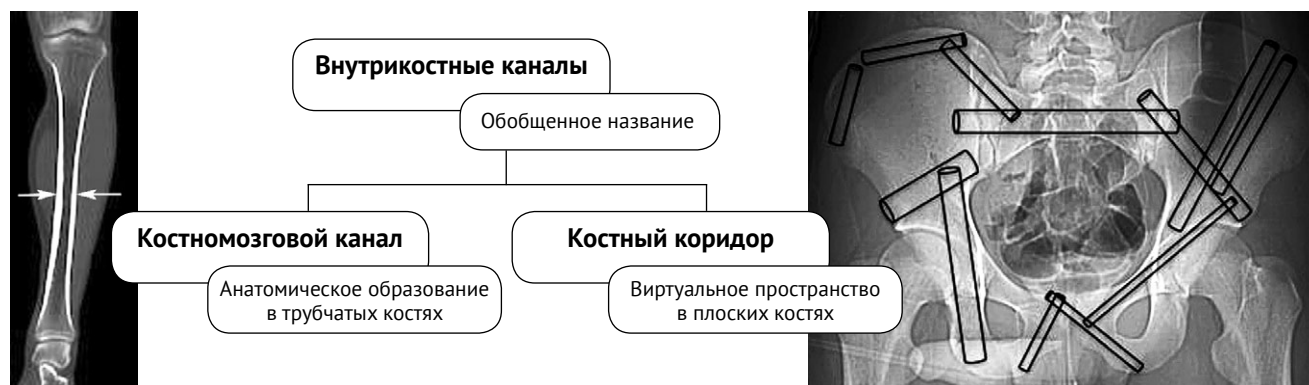 Внутрикостные каналы
Обобщенное название
Костномозговой канал
Анатомическое образование
в трубчатых костях
Костный коридор
Виртуальное пространство
в плоских костях